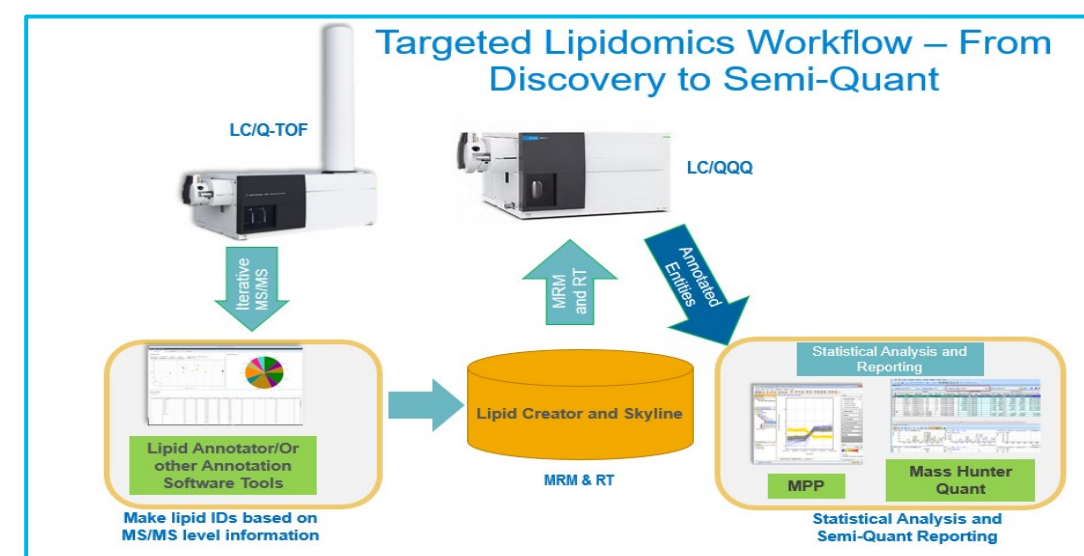 Targeted Lipidomics Workflow – From
Discovery to Semi-Quant
LC/Q-TOF
LC/QQQ
Iterative
MS/MS
MRM
and RT
Annotated
Entities
Lipid Annotator/Or
other Annotation
Software Tools
Make lipid IDs based on
MS/MS level information
Lipid Creator and Skyline
MRM & RT
Statistical Analysis and
Reporting
MPP
Mass Hunter
Quant
Statistical Analysis and
Semi-Quant Reporting